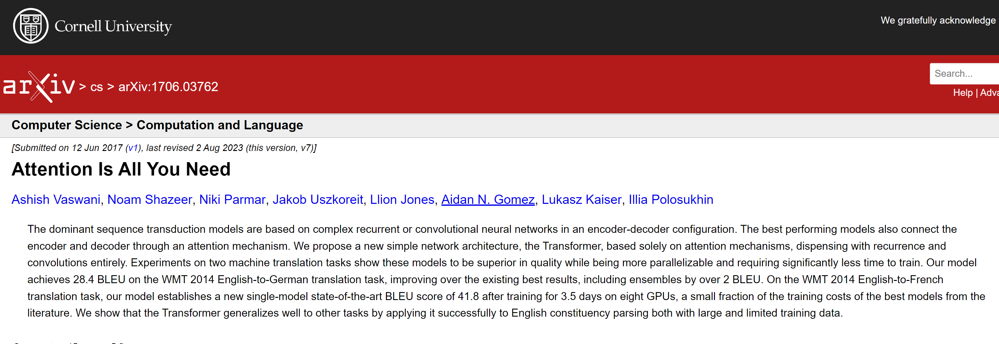 Cornell University
We gratefully acknowledge
arXiv > cs > arXiv:1706.03762
Search...
Help |
Computer Science > Computation and Language
[Submitted on 12 Jun 2017 (v1), last revised 2 Aug 2023 (this version, v7)]
Attention Is All You Need
Ashish Vaswani, Noam Shazeer, Niki Parmar, Jakob Uszkoreit, Llion Jones, Aidan N. Gomez, Lukasz Kaiser, Illia Polosukhin
The dominant sequence transduction models are based on complex recurrent or convolutional neural networks in an encoder-decoder configuration. The best performing models also connect the
encoder and decoder through an attention mechanism. We propose a new simple network architecture, the Transformer, based solely on attention mechanisms, dispensing with recurrence and
convolutions entirely. Experiments on two machine translation tasks show these models to be superior in quality while being more parallelizable and requiring significantly less time to train. Our model
achieves 28.4 BLEU on the WMT 2014 English-to-German translation task, improving over the existing best results, including ensembles by over 2 BLEU. On the WMT 2014 English-to-French
translation task, our model establishes a new single-model state-of-the-art BLEU score of 41.8 after training for 3.5 days on eight GPUs, a small fraction of the training costs of the best models from the
literature. We show that the Transformer generalizes well to other tasks by applying it successfully to English constituency parsing both with large and limited training data.